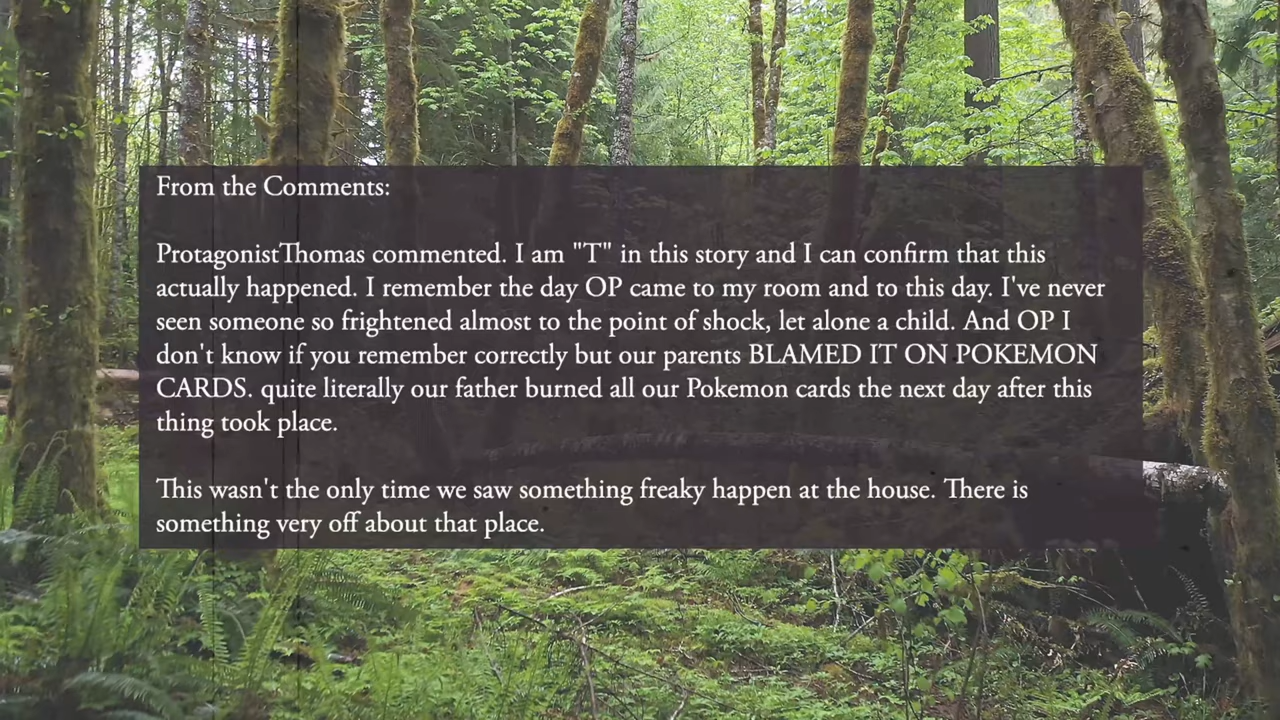 From the Comments:
ProtagonistThomas commented. I am "T" in this story and I can confirm that this
actually happened. I remember the day OP came to my room and to this day. I've never
seen someone so frightened almost to the point of shock, let alone a child. And OP I
don't know if you remember correctly but our parents BLAMED IT ON POKEMON
CARDS. quite literally our father burned all our Pokemon cards the next day after this
thing took place.
This wasn't the only time we saw something freaky happen at the house. There is
something very off about that place.